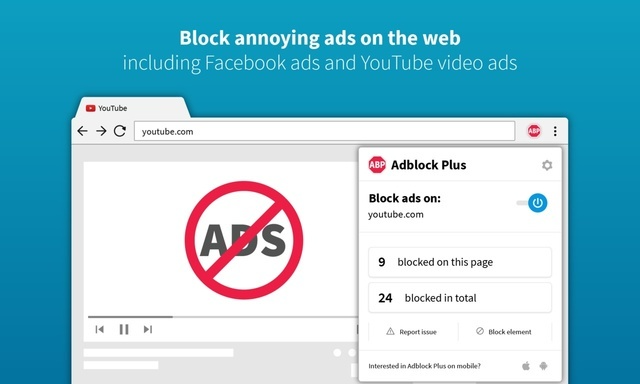 Block annoying ads on the web
including Facebook ads and YouTube video ads
YouTube
youtube.com
ABP
ABP Adblock Plus
Block ads on:
youtube.com
ADS
9 blocked on this page
24 blocked in total
Report issue
Block element
Interested in Adblock Plus on mobile?